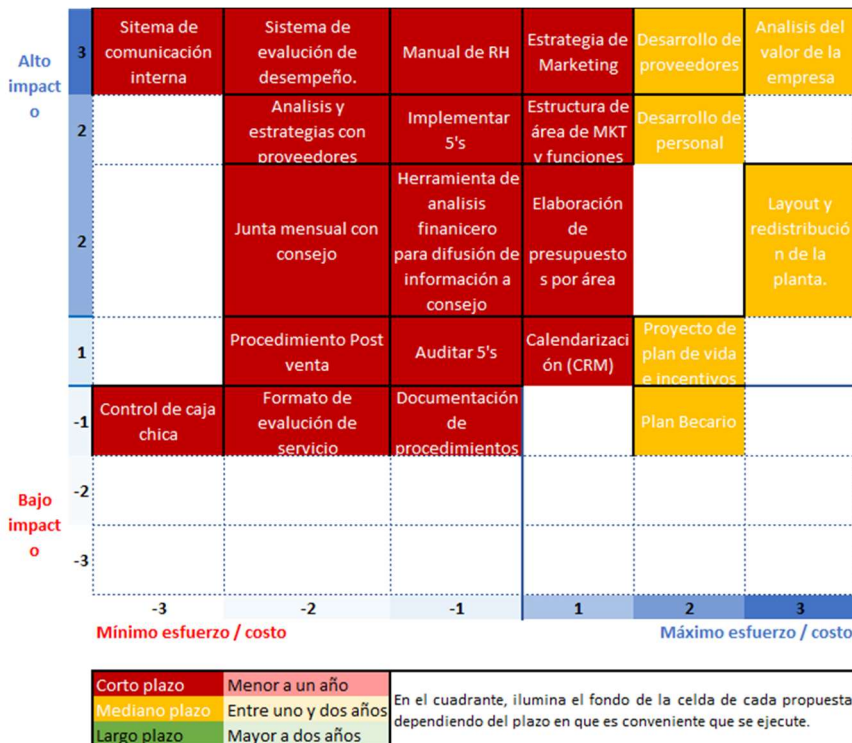 Alto
impact
o
3
Sitema de
comunicación
interna
Sistema de
evalución de
desempeño.
Manual de RH
Estrategia de
Marketing
Desarrollo de
proveedores
Analisis del
valor de la
empresa
2
Analisis y
estrategias con
proveedores
Implementar
5's
Estructura de
área de MKT
y funciones
Desarrollo de
personal
2
Junta mensual con
consejo
Herramienta de
analisis
finanicero
para difusión de
información a
consejo
Elaboración
de
presupuesto
s por área
Layout y
redistribució
n de la
planta.
1
Procedimiento Post
venta
Auditar 5's
Calendarizaci
ón (CRM)
Proyecto de
plan de vida
e incentivos
-1
Control de caja
chica
Formato de
evalución de
servicio
Documentación
de
procedimientos
Plan Becario
Bajo
impact
o
-2
-3
-3
-2
-1
1
2
3
Mínimo esfuerzo / costo
Máximo esfuerzo / costo
Corto plazo
Menor a un año
Mediano plazo
Entre uno y dos años
Largo plazo
Mayor a dos años
En el cuadrante, ilumina el fondo de la celda de cada propuesta
dependiendo del plazo en que es conveniente que se ejecute.